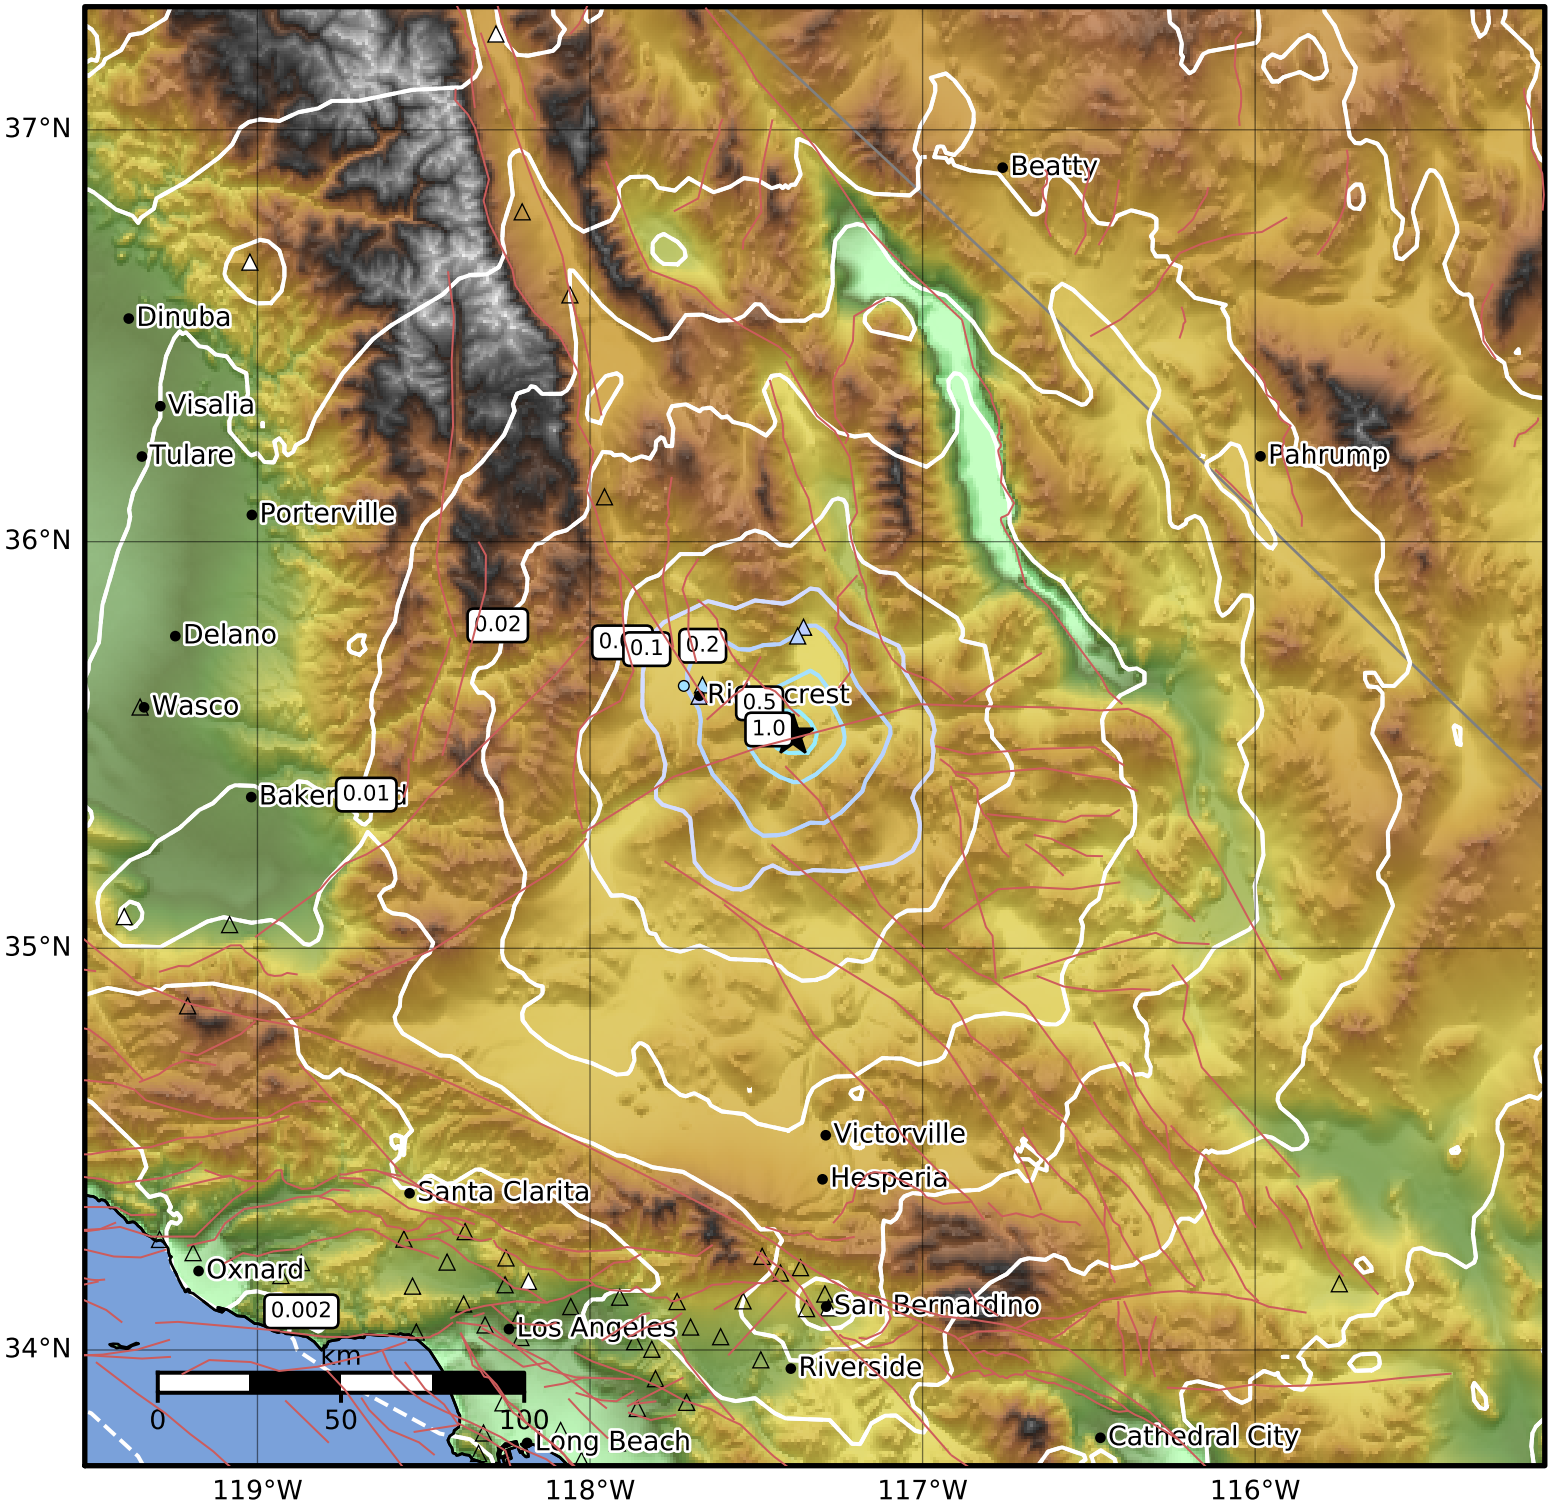 37°N
Beatty
Dinuba
Visalia
Tulare
Pahrump
Porterville
36°N
0.02
0.1
0.2
Delano
Wasco
0.5
1.0
0.01
35°N
Victorville
Hesperia
Santa Clarita
Oxnard
0.002
San Bernardino
Los Angeles
34°N
km
Riverside
0
50
100
Long Beach
Cathedral City
119°W
118°W
117°W
116°W